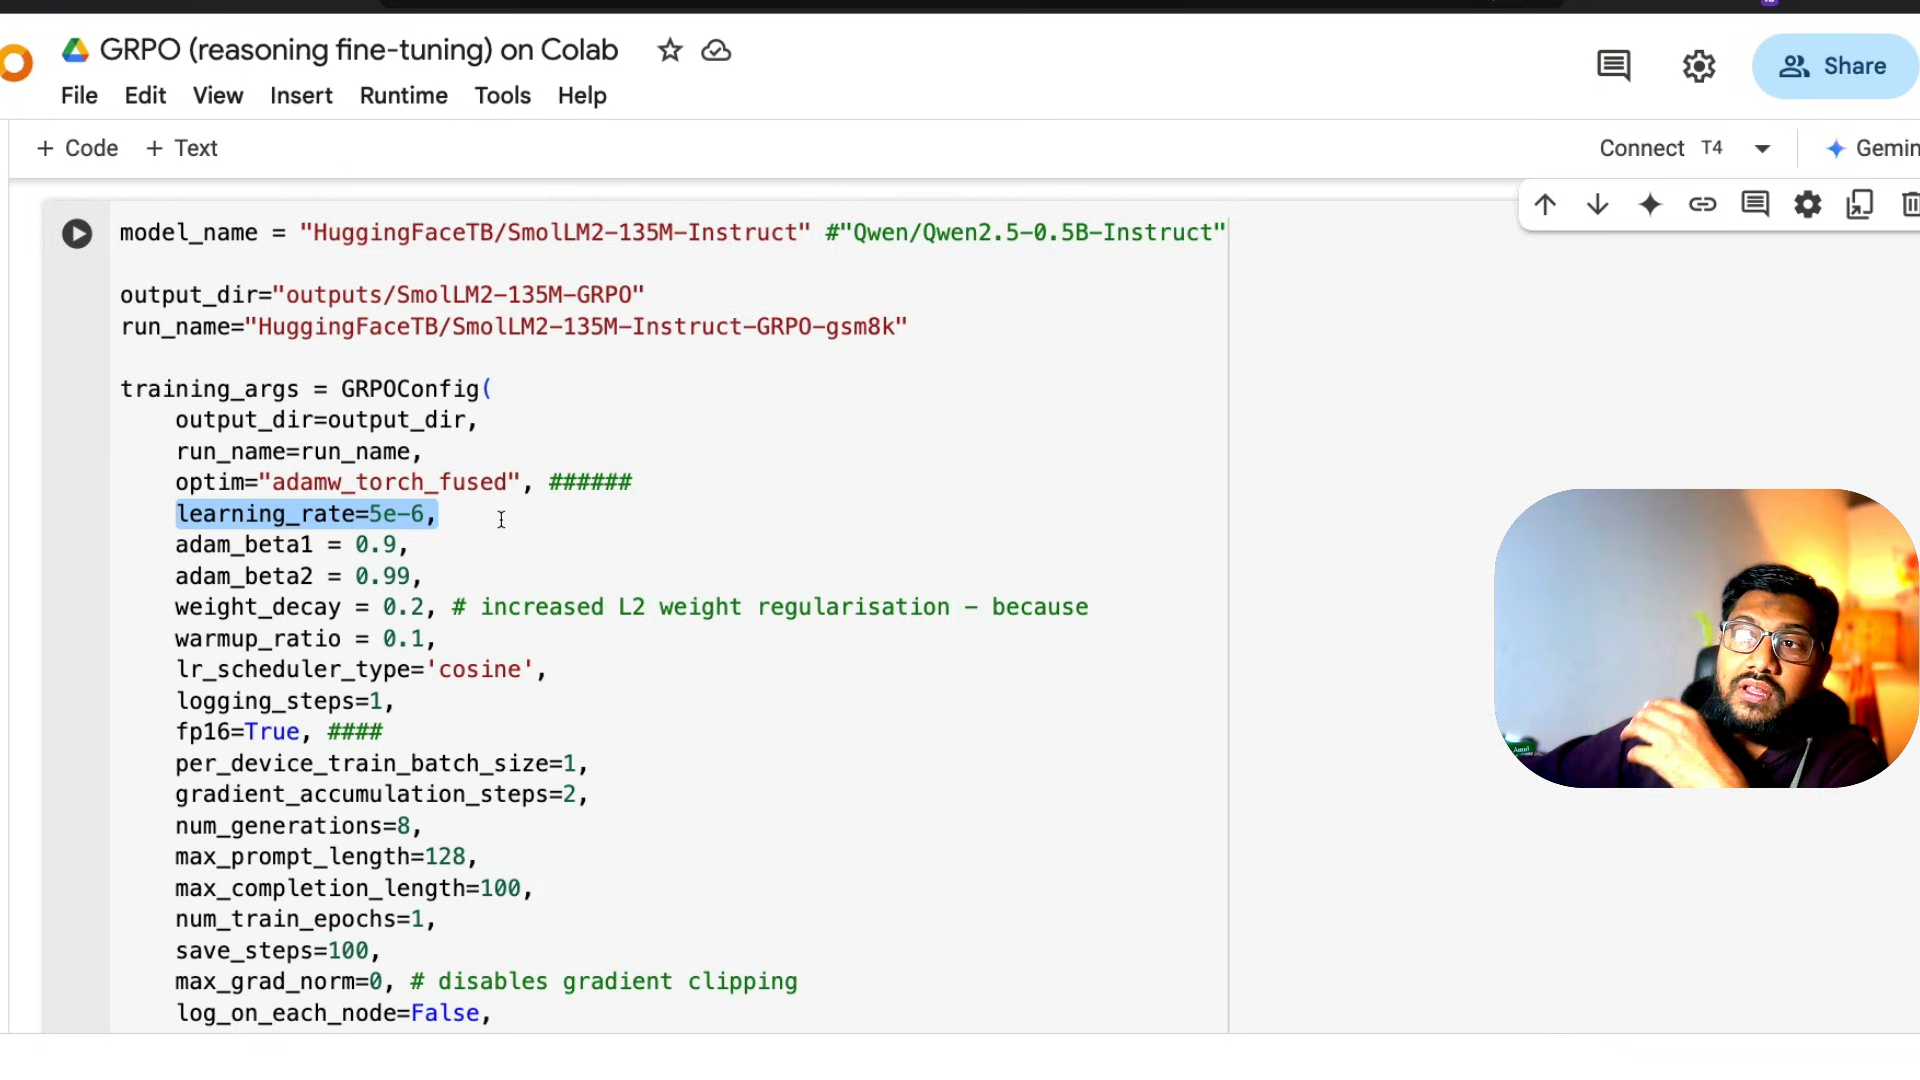 GRPO (reasoning fine-tuning) on Colab
File Edit View Insert Runtime Tools Help
Share
+ Code + Text
Connect T4
Gemin
model_name = "HuggingFaceTB/SmolLM2-135M-Instruct" #"Qwen/Qwen2.5-0.5B-Instruct"
output_dir="outputs/SmolLM2-135M-GRPO"
run_name="HuggingFaceTB/SmolLM2-135M-Instruct-GRPO-gsm8k"
training_args = GRPOConfig(
output_dir=output_dir,
run_name=run_name,
optim="adamw_torch_fused", ######
learning_rate=5e-6,
adam_beta1 = 0.9,
adam_beta2 = 0.99,
weight_decay = 0.2, # increased L2 weight regularisation – because
warmup_ratio = 0.1,
lr_scheduler_type='cosine',
logging_steps=1,
fp16=True, ####
per_device_train_batch_size=1,
gradient_accumulation_steps=2,
num_generations=8,
max_prompt_length=128,
max_completion_length=100,
num_train_epochs=1,
save_steps=100,
max_grad_norm=0, # disables gradient clipping
log_on_each_node=False,